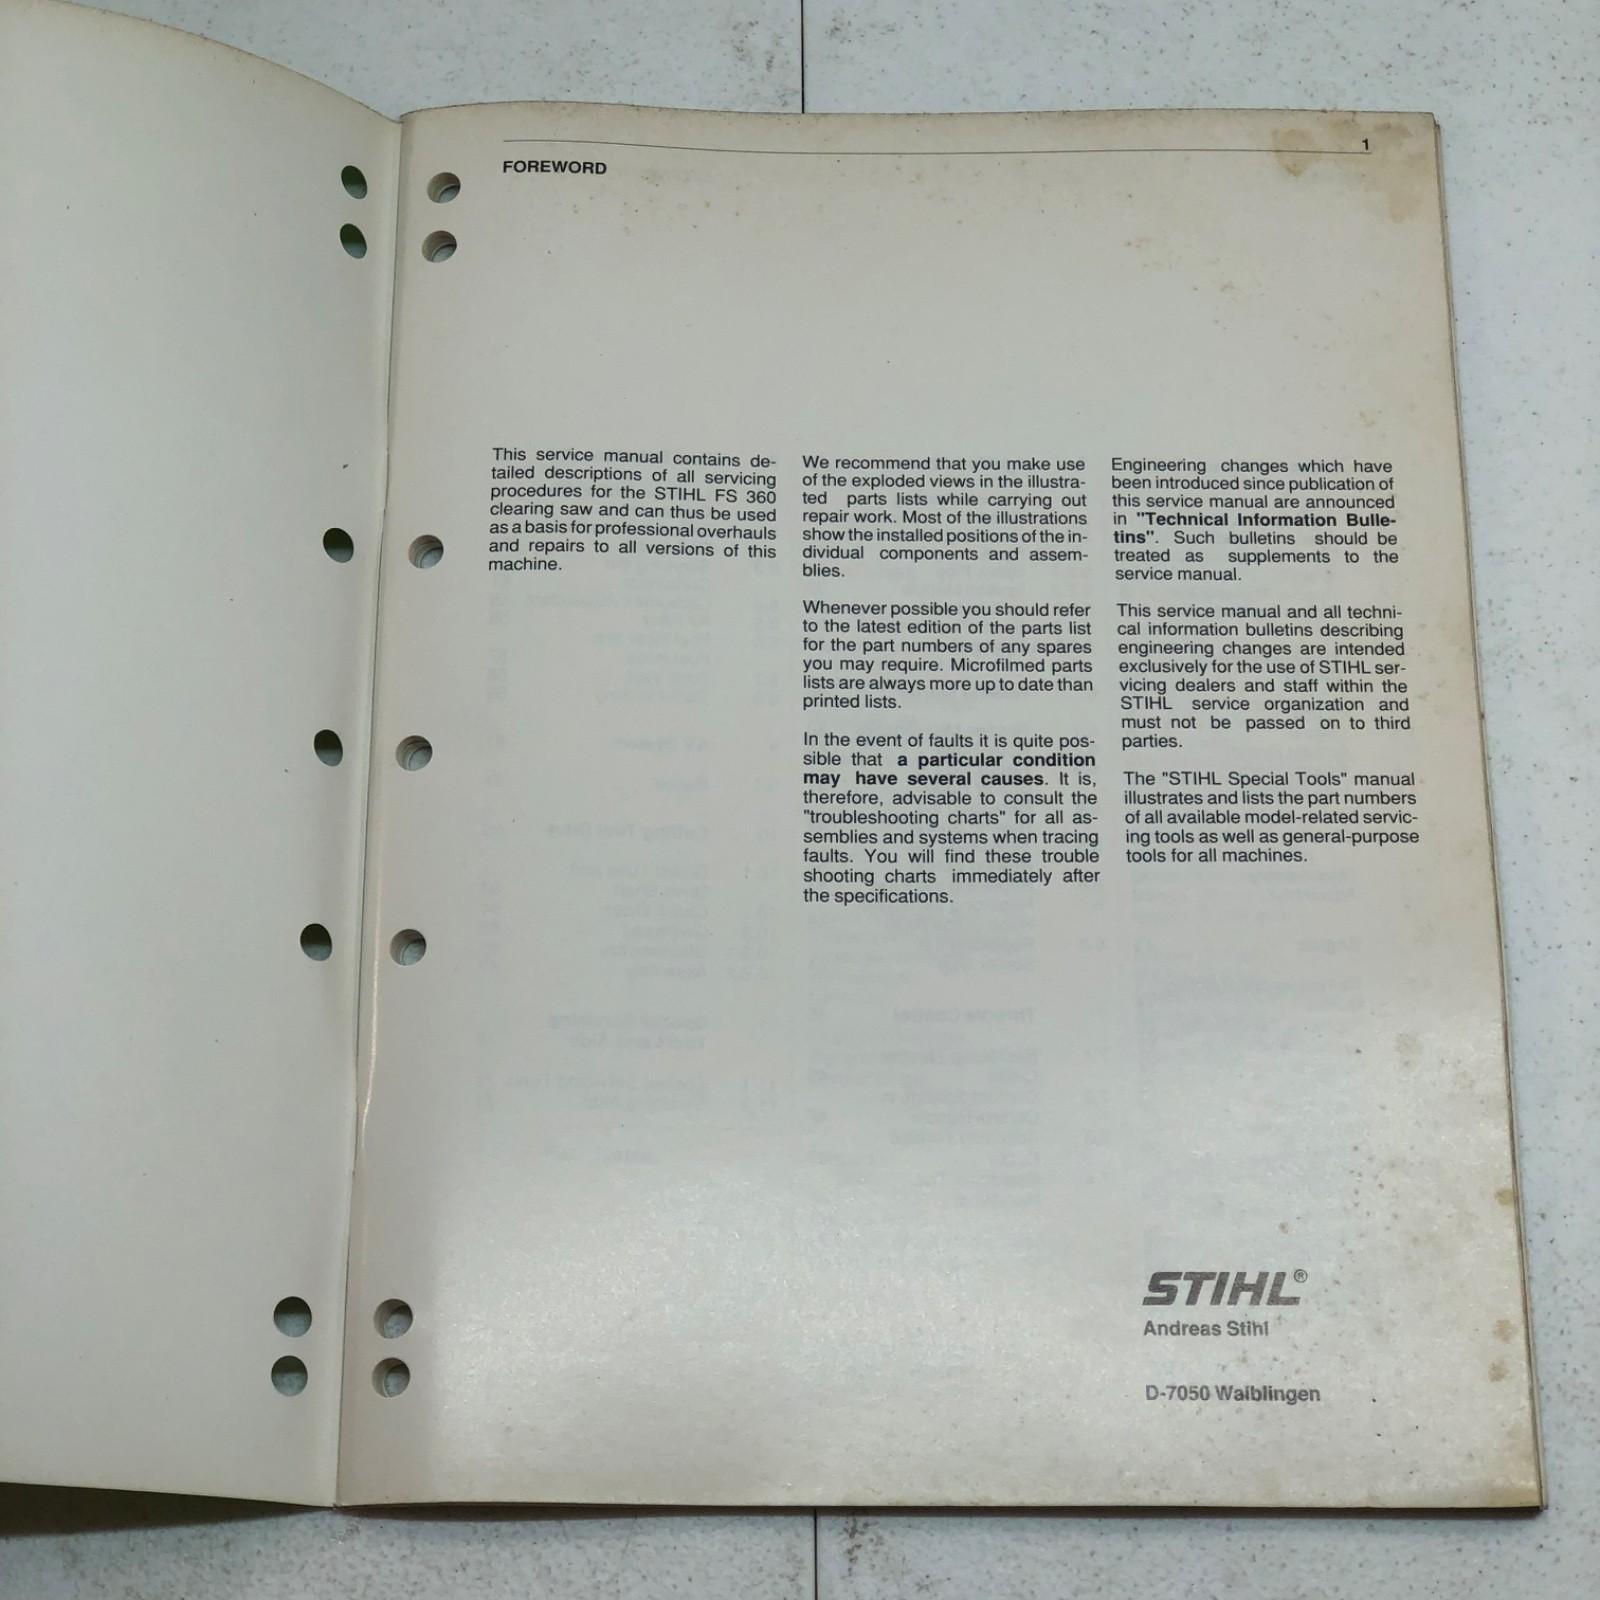 1
FOREWORD
This service manual contains de-
tailed descriptions of all servicing
procedures for the STIHL FS 360
clearing saw and can thus be used
as a basis for professional overhauls
and repairs to all versions of this
machine.
We recommend that you make use
of the exploded views in the illustra-
ted parts lists while carrying out
repair work. Most of the illustrations
show the installed positions of the in-
dividual components and assem-
blies.
Whenever possible you should refer
to the latest edition of the parts list
for the part numbers of any spares
you may require. Microfilmed parts
lists are always more up to date than
printed lists.
In the event of faults it is quite pos-
sible that a particular condition
may have several causes. It is,
therefore, advisable to consult the
"troubleshooting charts" for all as-
semblies and systems when tracing
faults. You will find these trouble
shooting charts immediately after
the specifications.
Engineering changes which have
been introduced since publication of
this service manual are announced
in "Technical Information Bulle-
tins". Such bulletins should be
treated as supplements to the
service manual.
This service manual and all techni-
cal information bulletins describing
engineering changes are intended
exclusively for the use of STIHL ser-
vicing dealers and staff within the
STIHL service organization and
must not be passed on to third
parties.
The "STIHL Special Tools" manual
illustrates and lists the part numbers
of all available model-related servic-
ing tools as well as general-purpose
tools for all machines.
STIHL®
Andreas Stihl
D-7050 Waiblingen